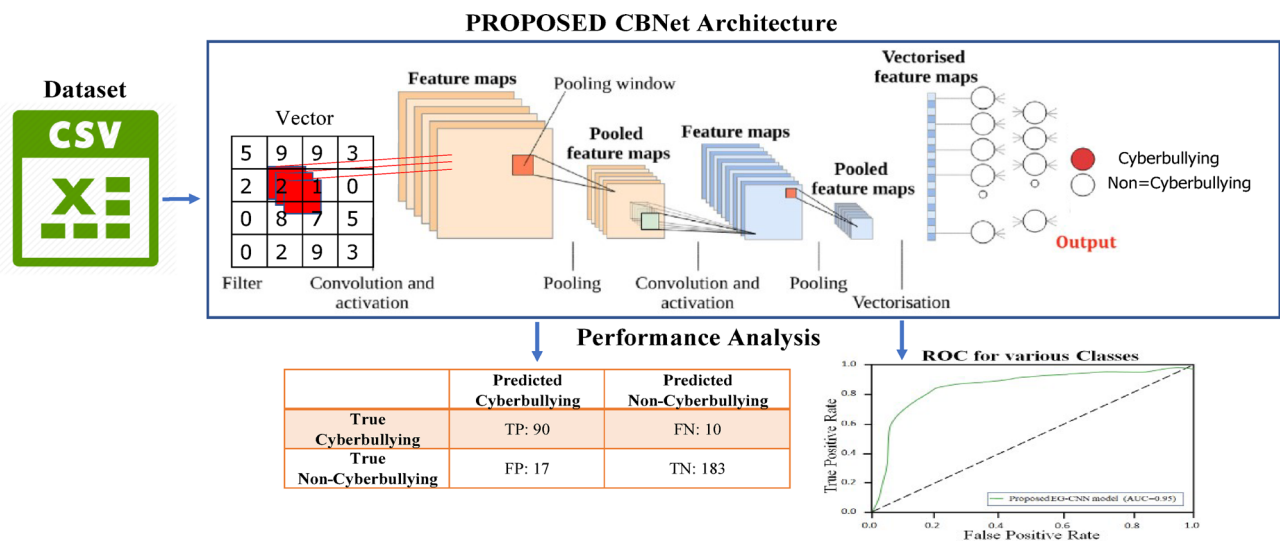 PROPOSED CBNet Architecture
Dataset
CSV
X
Vector
5 9 9 3
2 2 1 0
0 8 7 5
0 2 9 3
Filter
Feature maps
Convolution and
activation
Pooling window
Pooled
feature maps
Pooling
Feature maps
Convolution and
activation
Pooled
feature maps
Pooling
Vectorised
feature maps
Vectorisation
Cyberbullying
Non=Cyberbullying
Output
Performance Analysis
Predicted
Cyberbullying
Predicted
Non-Cyberbullying
True
Cyberbullying
TP: 90
FN: 10
True
Non-Cyberbullying
FP: 17
TN: 183
ROC for various Classes
True Positive Rate
1.0
0.8
0.6
0.4
0.2
0.0
Proposed EG-CNN model (AUC=0.95)
0.0 0.2 0.4 0.6 0.8 1.0
False Positive Rate